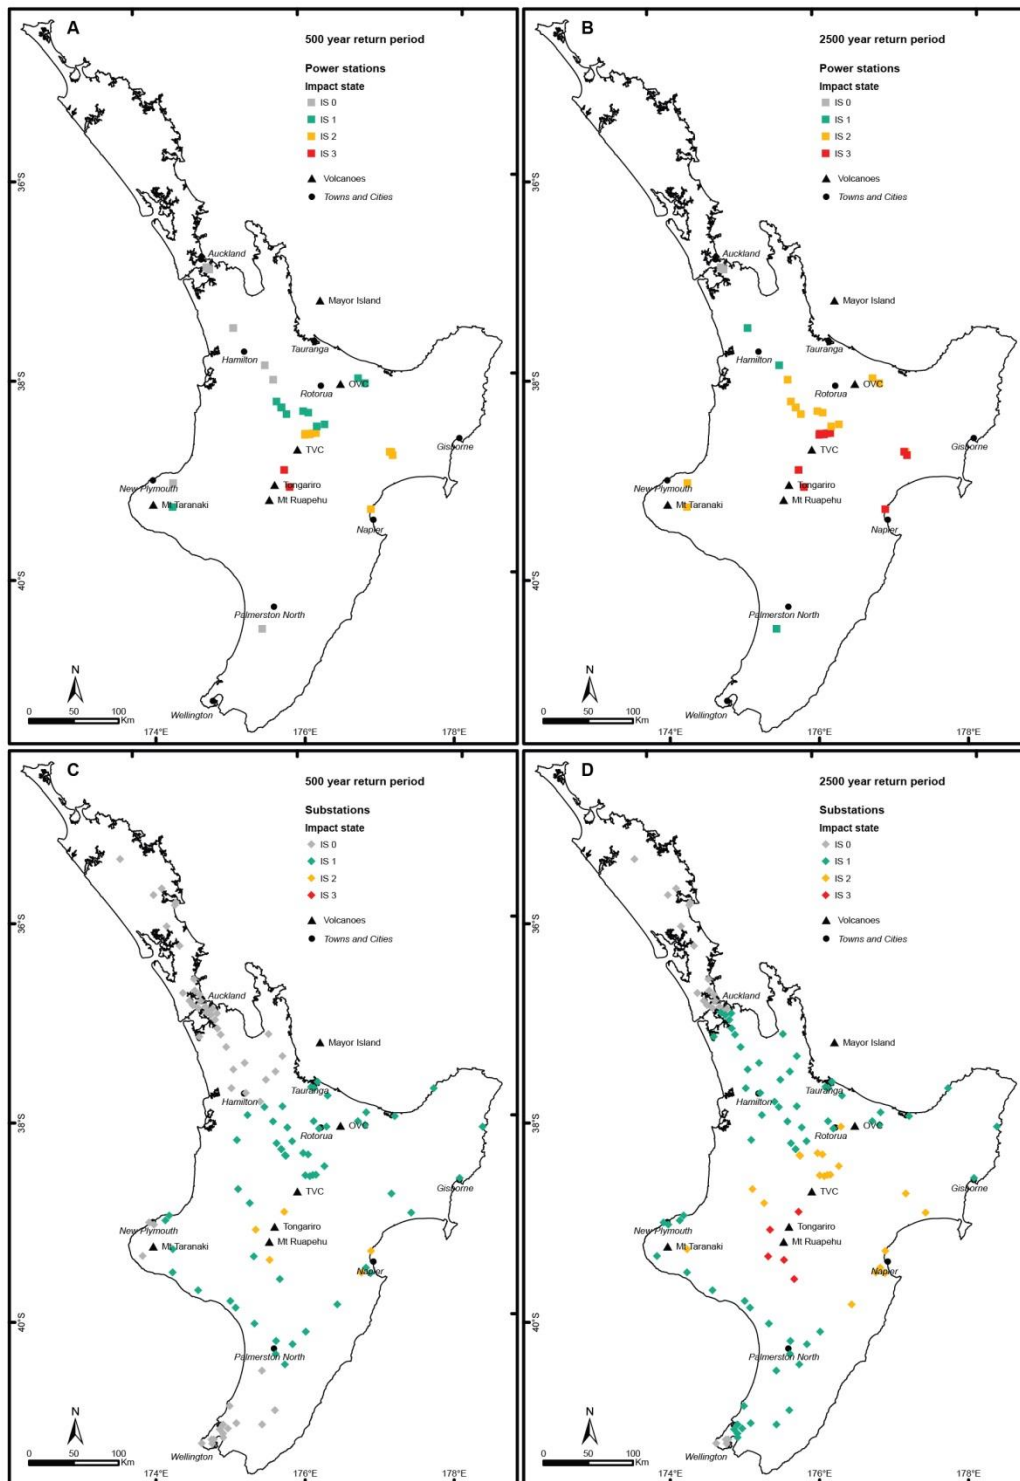 A
500 year return period
Power stations
Impact state
IS 0
IS 1
IS 2
IS 3
Volcanoes
Towns and Cities
36°S
Auckland
Mayor Island
Hamilton
Tauranga
38°S
Rotorua
OVC
TVC
Gisborne
New Plymouth
Tongariro
Mt Taranaki
Mt Ruapehu
Napier
40°S
Palmerston North
N
Wellington
0 50 100
Km
174°E 176°E 178°E
B
2500 year return period
Power stations
Impact state
IS 0
IS 1
IS 2
IS 3
Volcanoes
Towns and Cities
36°S
Auckland
Mayor Island
Hamilton
Tauranga
38°S
Rotorua
OVC
TVC
Gisborne
New Plymouth
Tongariro
Mt Taranaki
Mt Ruapehu
Napier
40°S
Palmerston North
N
Wellington
0 50 100
Km
174°E 176°E 178°E
C
500 year return period
Substations
Impact state
IS 0
IS 1
IS 2
IS 3
Volcanoes
Towns and Cities
36°S
Auckland
Mayor Island
Hamilton
Tauranga
38°S
Rotorua
OVC
TVC
Gisborne
New Plymouth
Tongariro
Mt Taranaki
Mt Ruapehu
Napier
40°S
Palmerston North
N
Wellington
0 50 100
Km
174°E 176°E 178°E
D
2500 year return period
Substations
Impact state
IS 0
IS 1
IS 2
IS 3
Volcanoes
Towns and Cities
36°S
Auckland
Mayor Island
Hamilton
Tauranga
38°S
Rotorua
OVC
TVC
Gisborne
New Plymouth
Tongariro
Mt Taranaki
Mt Ruapehu
Napier
40°S
Palmerston North
N
Wellington
0 50 100
Km
174°E 176°E 178°E